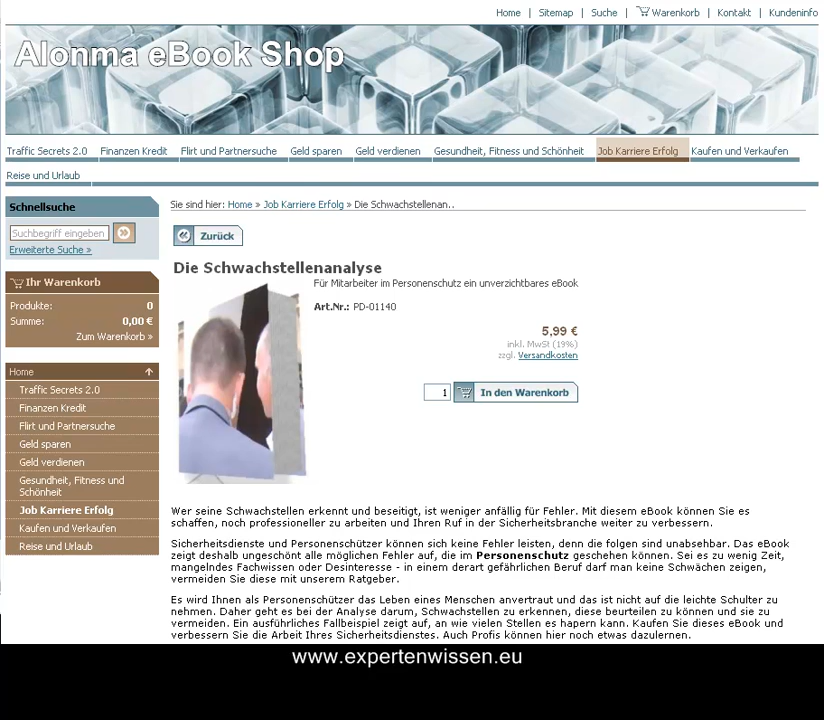 Home | Sitemap | Suche | Warenkorb | Kontakt | Kundeninfo
Alonma eBook Shop
Traffic Secrets 2.0 Finanzen Kredit Flirt und Partnersuche Geld sparen Geld verdienen Gesundheit, Fitness und Schönheit Job Karriere Erfolg Kaufen und Verkaufen
Reise und Urlaub
Schnellsuche
Suchbegriff eingeben
Erweiterte Suche »
Ihr Warenkorb
Produkte: 0
Summe: 0,00 €
Zum Warenkorb »
Home
Traffic Secrets 2.0
Finanzen Kredit
Flirt und Partnersuche
Geld sparen
Geld verdienen
Gesundheit, Fitness und
Schönheit
Job Karriere Erfolg
Kaufen und Verkaufen
Reise und Urlaub
Sie sind hier: Home » Job Karriere Erfolg » Die Schwachstellenan..
Zurück
Die Schwachstellenanalyse
Für Mitarbeiter im Personenschutz ein unverzichtbares eBook
Art.Nr.: PD-01140
5,99 €
inkl. MwSt (19%)
zzgl. Versandkosten
1 In den Warenkorb
Wer seine Schwachstellen erkennt und beseitigt, ist weniger anfällig für Fehler. Mit diesem eBook können Sie es
schaffen, noch professioneller zu arbeiten und Ihren Ruf in der Sicherheitsbranche weiter zu verbessern.
Sicherheitsdienste und Personenschützer können sich keine Fehler leisten, denn die folgen sind unabsehbar. Das eBook
zeigt deshalb ungeschönt alle möglichen Fehler auf, die im Personenschutz geschehen können. Sei es zu wenig Zeit,
mangelndes Fachwissen oder Desinteresse - in einem derart gefährlichen Beruf darf man keine Schwächen zeigen,
vermeiden Sie diese mit unserem Ratgeber.
Es wird Ihnen als Personenschützer das Leben eines Menschen anvertraut und das ist nicht auf die leichte Schulter zu
nehmen. Daher geht es bei der Analyse darum, Schwachstellen zu erkennen, diese beurteilen zu können und sie zu
vermeiden. Ein ausführliches Fallbeispiel zeigt auf, an wie vielen Stellen es hapern kann. Kaufen Sie dieses eBook und
verbessern Sie die Arbeit Ihres Sicherheitsdienstes. Auch Profis können hier noch etwas dazulernen.
www.expertenwissen.eu